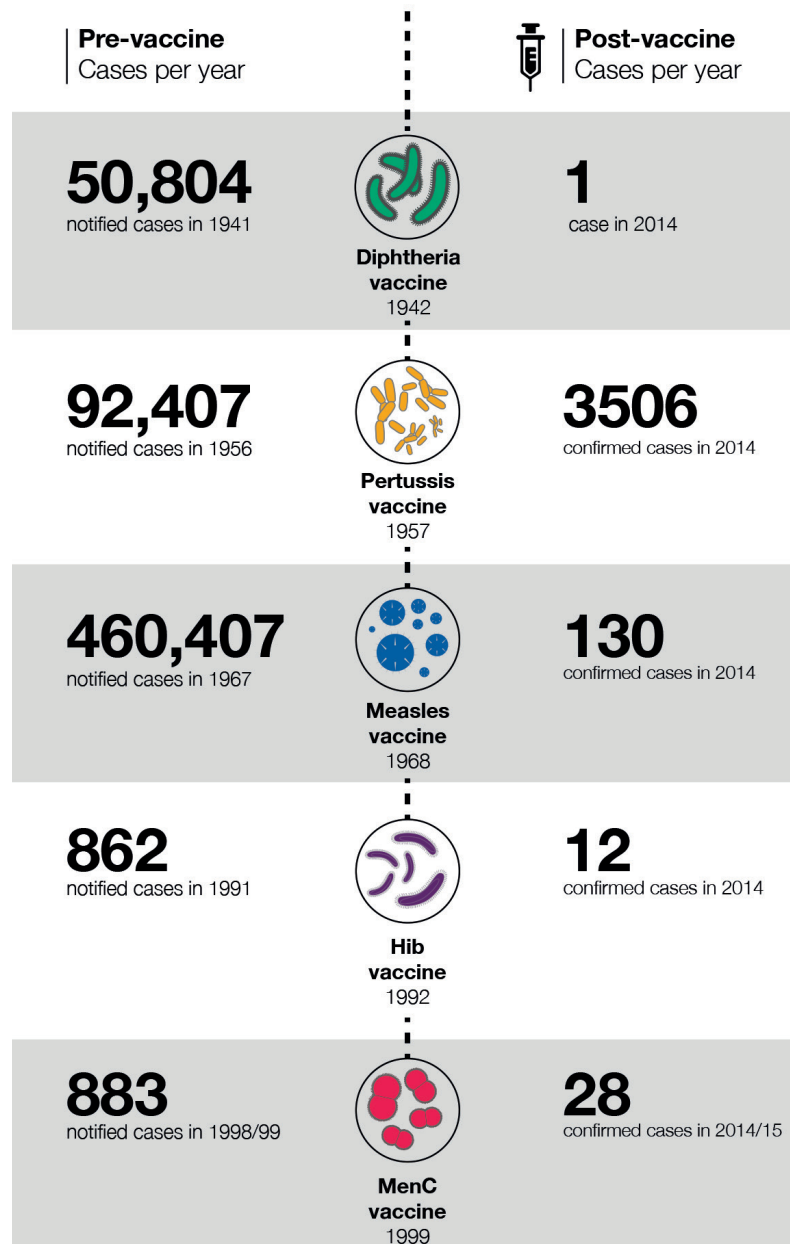 Pre-vaccine
Cases per year
E
Post-vaccine
Cases per year
50,804
notified cases in 1941
Diphtheria
vaccine
1942
1
case in 2014
92,407
notified cases in 1956
Pertussis
vaccine
1957
3506
confirmed cases in 2014
460,407
notified cases in 1967
Measles
vaccine
1968
130
confirmed cases in 2014
862
notified cases in 1991
Hib
vaccine
1992
12
confirmed cases in 2014
883
notified cases in 1998/99
MenC
vaccine
1999
28
confirmed cases in 2014/15